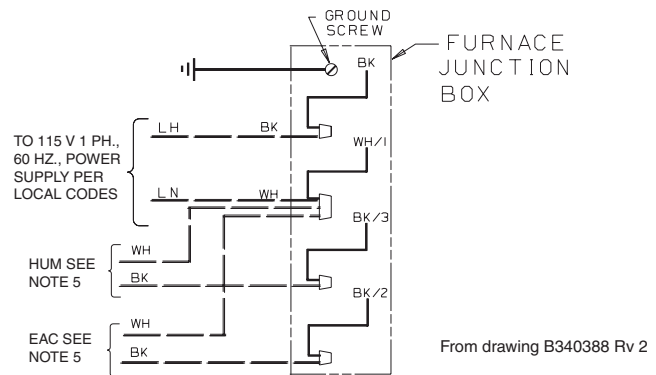 GROUND
SCREW
FURNACE
JUNCTION
BOX
BK
LH
BK
TO 115 V 1 PH.,
60 HZ., POWER
SUPPLY PER
LOCAL CODES
WH/1
LN
WH
BK/3
WH
HUM SEE
NOTE 5
BK
BK/2
WH
EAC SEE
NOTE 5
BK
From drawing B340388 Rv 2